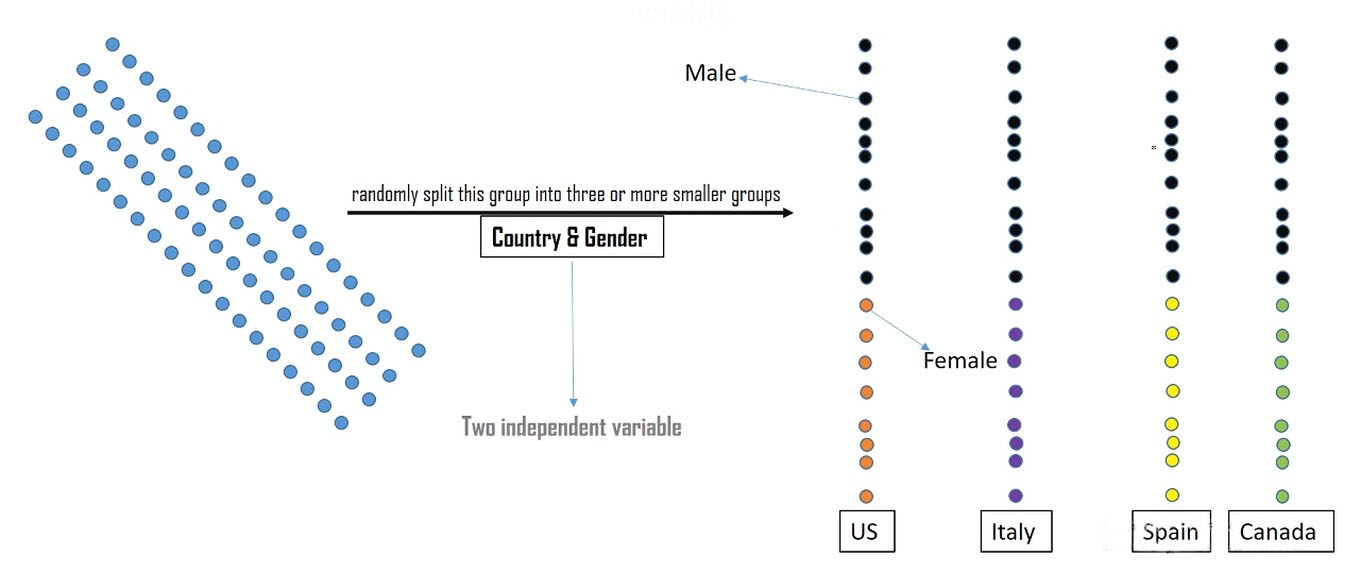 Male
randomly split this group into three or more smaller groups
Country & Gender
Female
Two independent variable
US
Italy
Spain
Canada